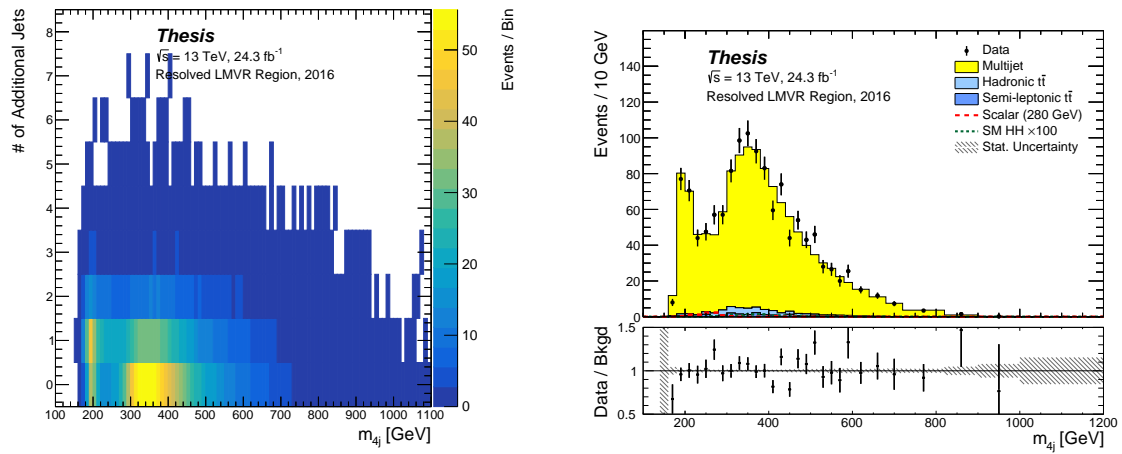 Thesis
√s = 13 TeV, 24.3 fb⁻¹
Resolved LMVR Region, 2016
# of Additional Jets
8
7
6
5
4
3
2
1
0
100 200 300 400 500 600 700 800 900 1000 1100
m4j [GeV]
Events / Bin
50
40
30
20
10
0
Thesis
√s = 13 TeV, 24.3 fb⁻¹
Resolved LMVR Region, 2016
Data
Multijet
Hadronic tt̄
Semi-leptonic tt̄
Scalar (280 GeV)
SM HH ×100
Stat. Uncertainty
Events / 10 GeV
140
120
100
80
60
40
20
0
Data / Bkgd
1.5
1
0.5
200 400 600 800 1000 1200
m4j [GeV]